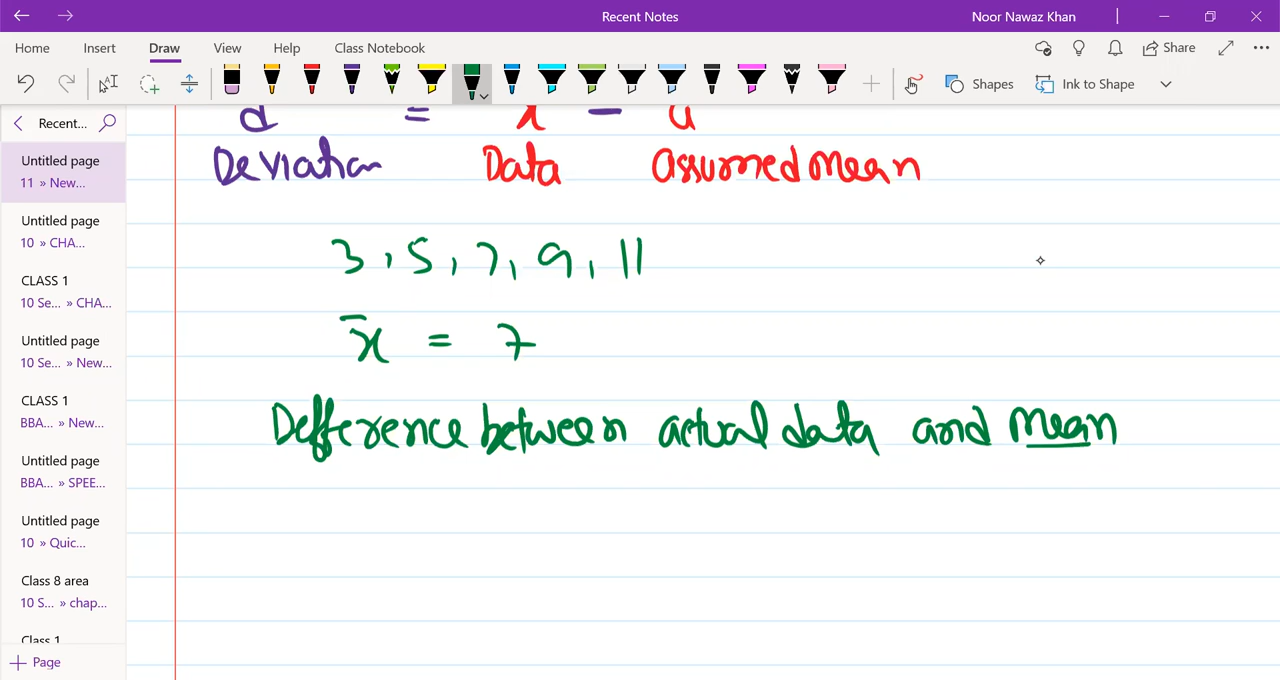 Recent Notes
Noor Nawaz Khan
Home Insert Draw View Help Class Notebook
Share
Shapes
Ink to Shape
Recent...
Untitled page
11 » New...
Untitled page
10 » CHA...
CLASS 1
10 Se... » CHA...
Untitled page
10 Se... » New...
CLASS 1
BBA... » New...
Untitled page
BBA... » SPEE...
Untitled page
10 » Quic...
Class 8 area
10 S... » chap...
Class 1
Page
d = x - a
Deviation Data Assumed Mean
3, 5, 7, 9, 11
x̄ = 7
Defference between actual data and Mean